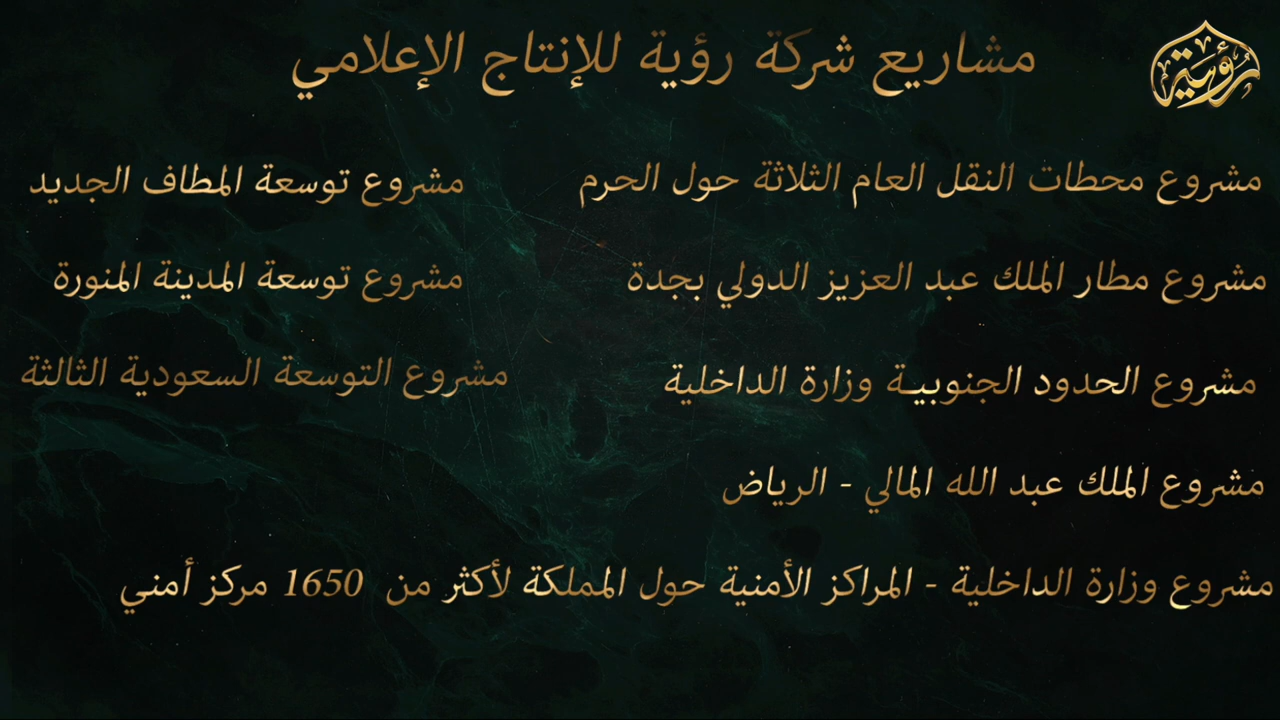 مشاريع شركة رؤية للإنتاج الإعلامي
رؤية
مشروع محطات النقل العام الثلاثة حول الحرم
مشروع مطار الملك عبد العزيز الدولي بجدة
مشروع الحدود الجنوبيـة وزارة الداخلية
مشروع الملك عبد الله المالي - الرياض
مشروع وزارة الداخلية - المراكز الأمنية حول المملكة لأكثر من 1650 مركز أمني
مشروع توسعة المطاف الجديد
مشروع توسعة المدينة المنورة
مشروع التوسعة السعودية الثالثة